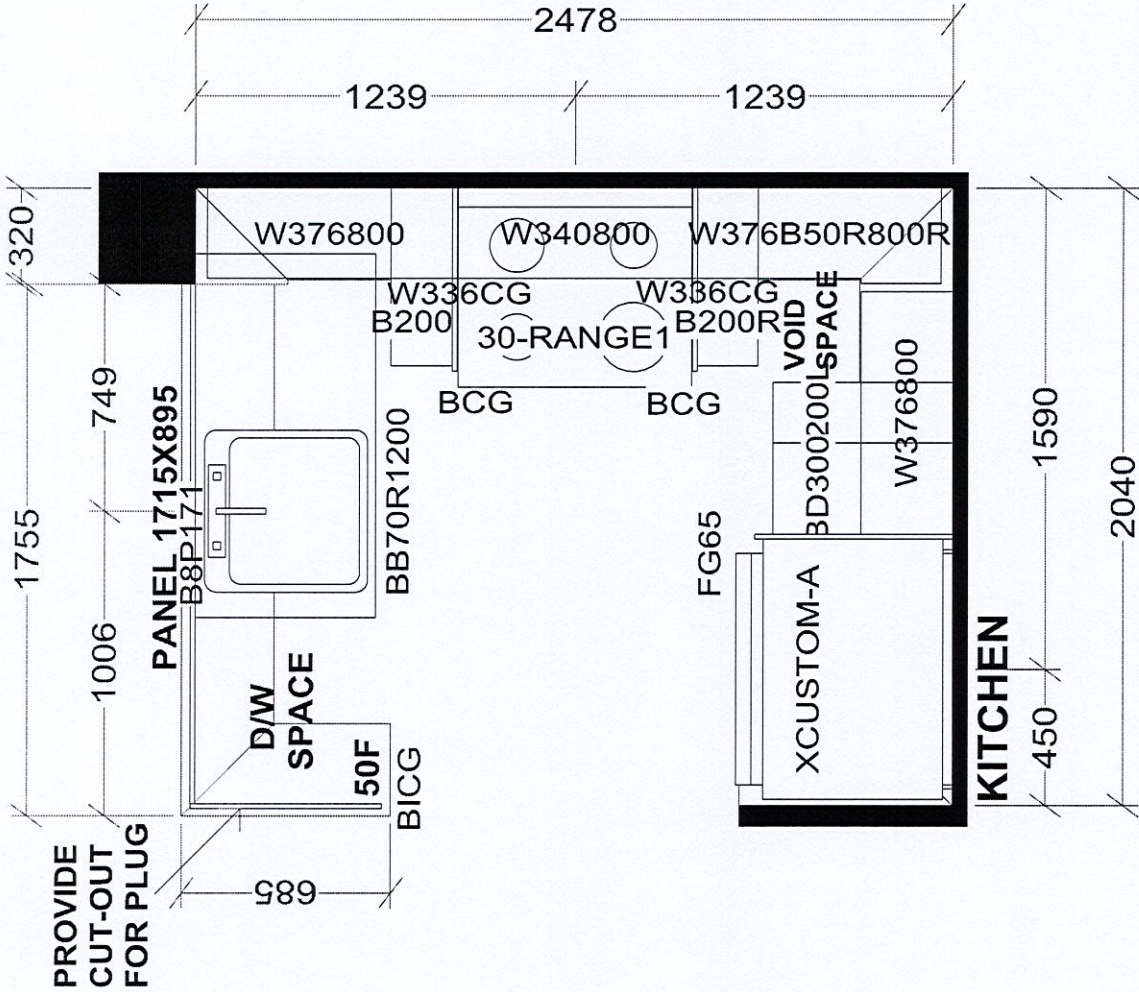 2478
1239
1239
320
1755
749
1006
PANEL 1715X895
B8P171
W376800
W340800
W376B50R800R
W336CG
B200
W336CG
B200R
30-RANGE1
VOID
SPACE
BCG
BCG
BB70R1200
BD300200L
W376800
1590
2040
450
FG65
XCUSTOM-A
KITCHEN
D/W
SPACE
50F
BICG
685
PROVIDE
CUT-OUT
FOR PLUG